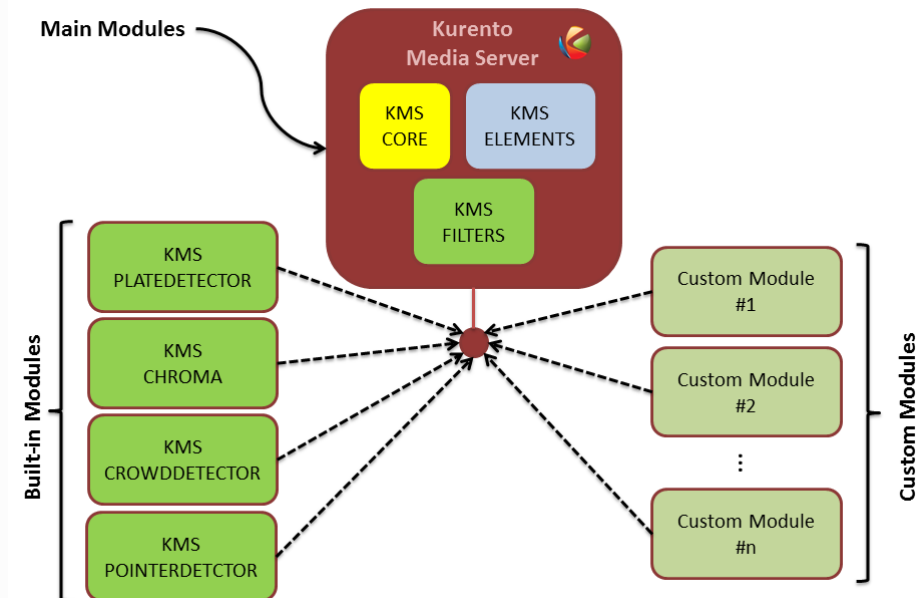 Main Modules
Kurento
Media Server
KMS
CORE
KMS
ELEMENTS
KMS
FILTERS
Built-in Modules
KMS
PLATEDETECTOR
KMS
CHROMA
KMS
CROWDDETECTOR
KMS
POINTERDETCTOR
Custom Module
#1
Custom Module
#2
⋮
Custom Module
#n
Custom Modules